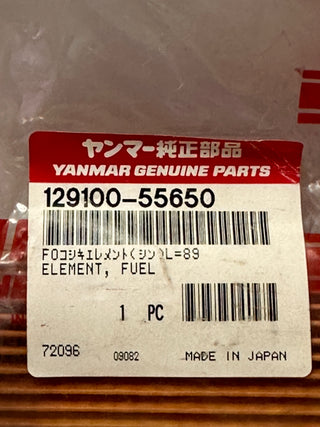 ヤンマー純正部品
YANMAR GENUINE PARTS
129100-55650
FOコシキエレメント(シン)L=89
ELEMENT, FUEL
1 PC
72096 09082 MADE IN JAPAN